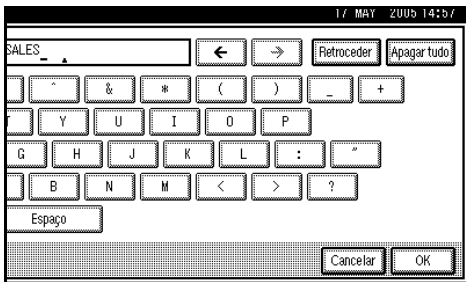 17 MAY 2005 14:57
SALES_ ← → Retroceder Apagar tudo
^ & * ( ) _ +
T Y U I O P
G H J K L : "
B N M < > ?
Espaço
Cancelar OK